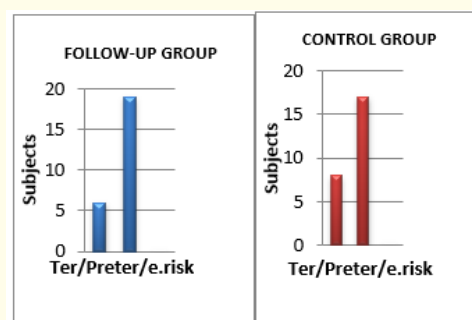 FOLLOW-UP GROUP
20
15
10
5
0
Subjects
Ter/Preter/e.risk
CONTROL GROUP
20
15
10
5
0
Subjects
Ter/Preter/e.risk